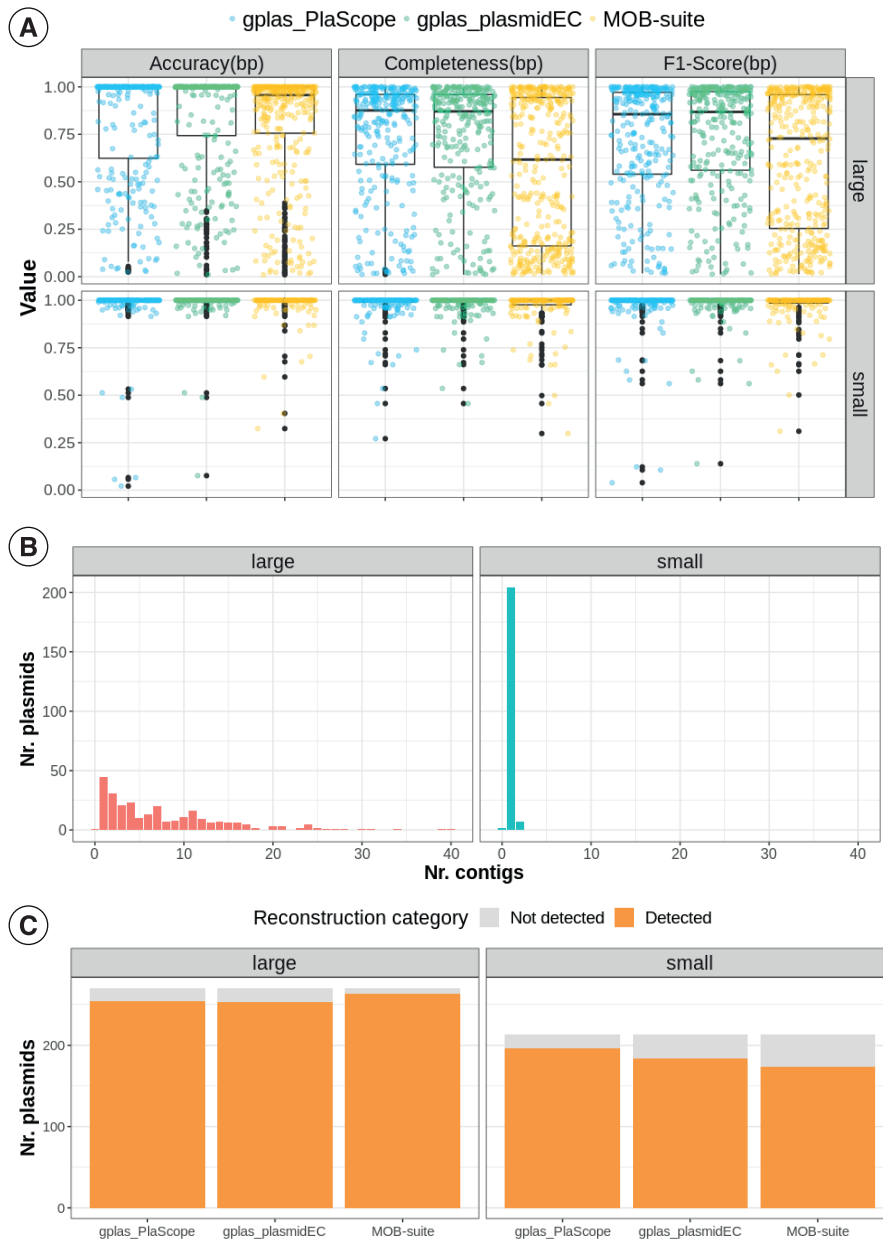 A
gplas_PlaScope gplas_plasmidEC MOB-suite
Accuracy(bp) Completeness(bp) F1-Score(bp)
Value
1.00
0.75
0.50
0.25
0.00
large
1.00
0.75
0.50
0.25
0.00
small
B
large small
Nr. plasmids
200
150
100
50
0
0 10 20 30 40 0 10 20 30 40
Nr. contigs
C
Reconstruction category Not detected Detected
large small
Nr. plasmids
200
100
0
gplas_PlaScope gplas_plasmidEC MOB-suite gplas_PlaScope gplas_plasmidEC MOB-suite